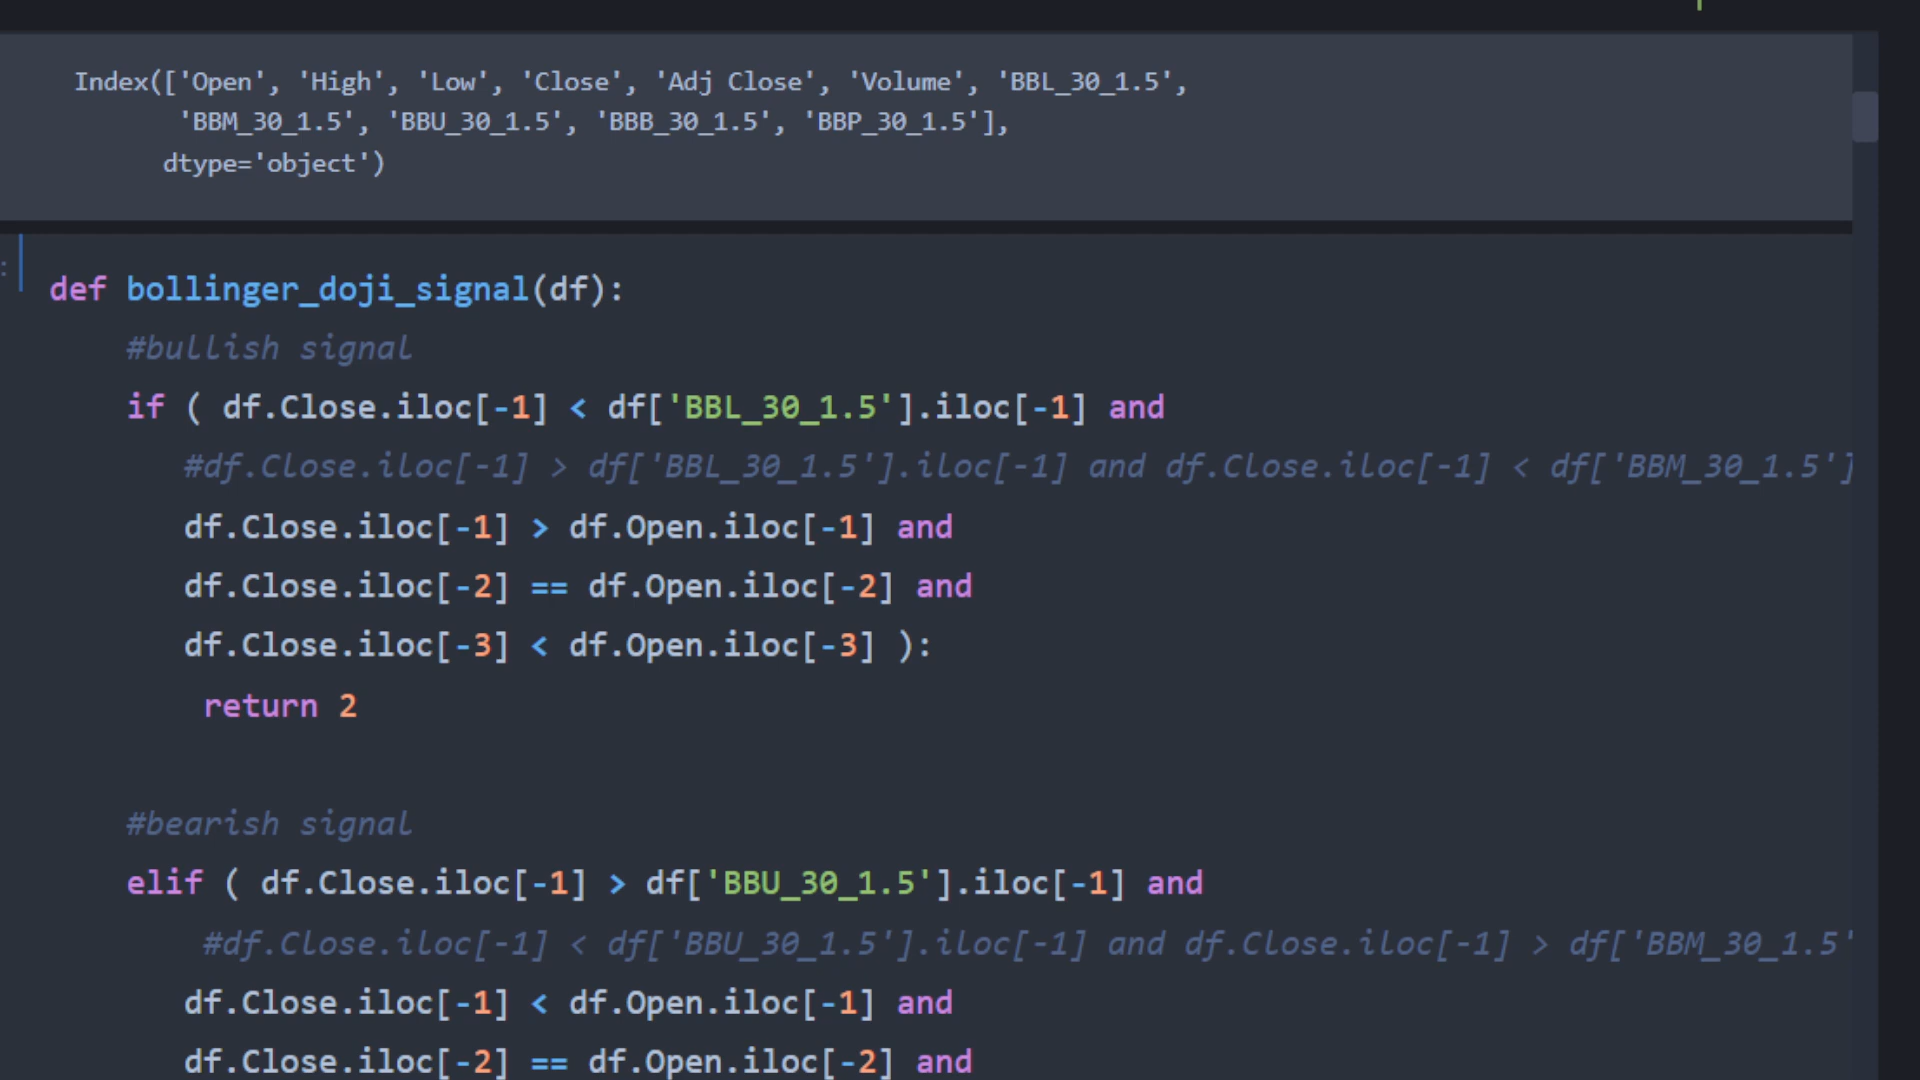 Index(['Open', 'High', 'Low', 'Close', 'Adj Close', 'Volume', 'BBL_30_1.5',
'BBM_30_1.5', 'BBU_30_1.5', 'BBB_30_1.5', 'BBP_30_1.5'],
dtype='object')
def bollinger_doji_signal(df):
#bullish signal
if ( df.Close.iloc[-1] < df['BBL_30_1.5'].iloc[-1] and
#df.Close.iloc[-1] > df['BBL_30_1.5'].iloc[-1] and df.Close.iloc[-1] < df['BBM_30_1.5']
df.Close.iloc[-1] > df.Open.iloc[-1] and
df.Close.iloc[-2] == df.Open.iloc[-2] and
df.Close.iloc[-3] < df.Open.iloc[-3] ):
return 2
#bearish signal
elif ( df.Close.iloc[-1] > df['BBU_30_1.5'].iloc[-1] and
#df.Close.iloc[-1] < df['BBU_30_1.5'].iloc[-1] and df.Close.iloc[-1] > df['BBM_30_1.5'
df.Close.iloc[-1] < df.Open.iloc[-1] and
df.Close.iloc[-2] == df.Open.iloc[-2] and